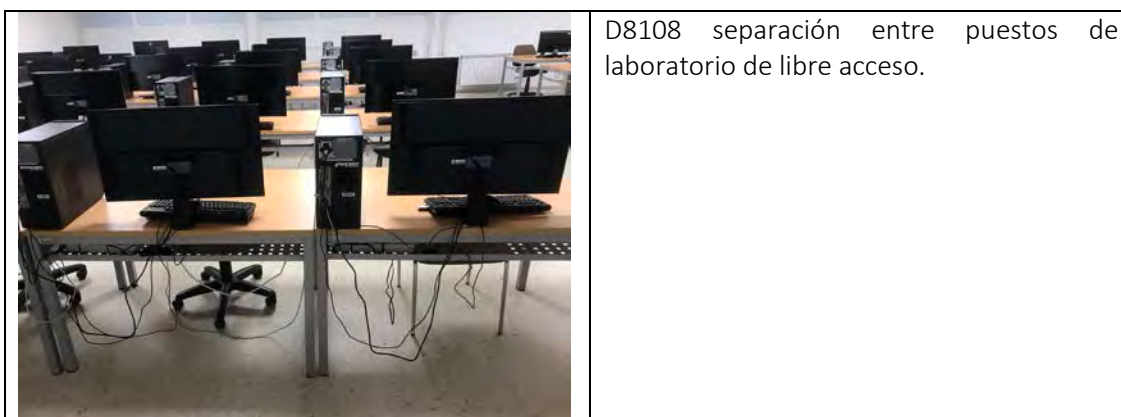 D8108 separación entre puestos de
laboratorio de libre acceso.